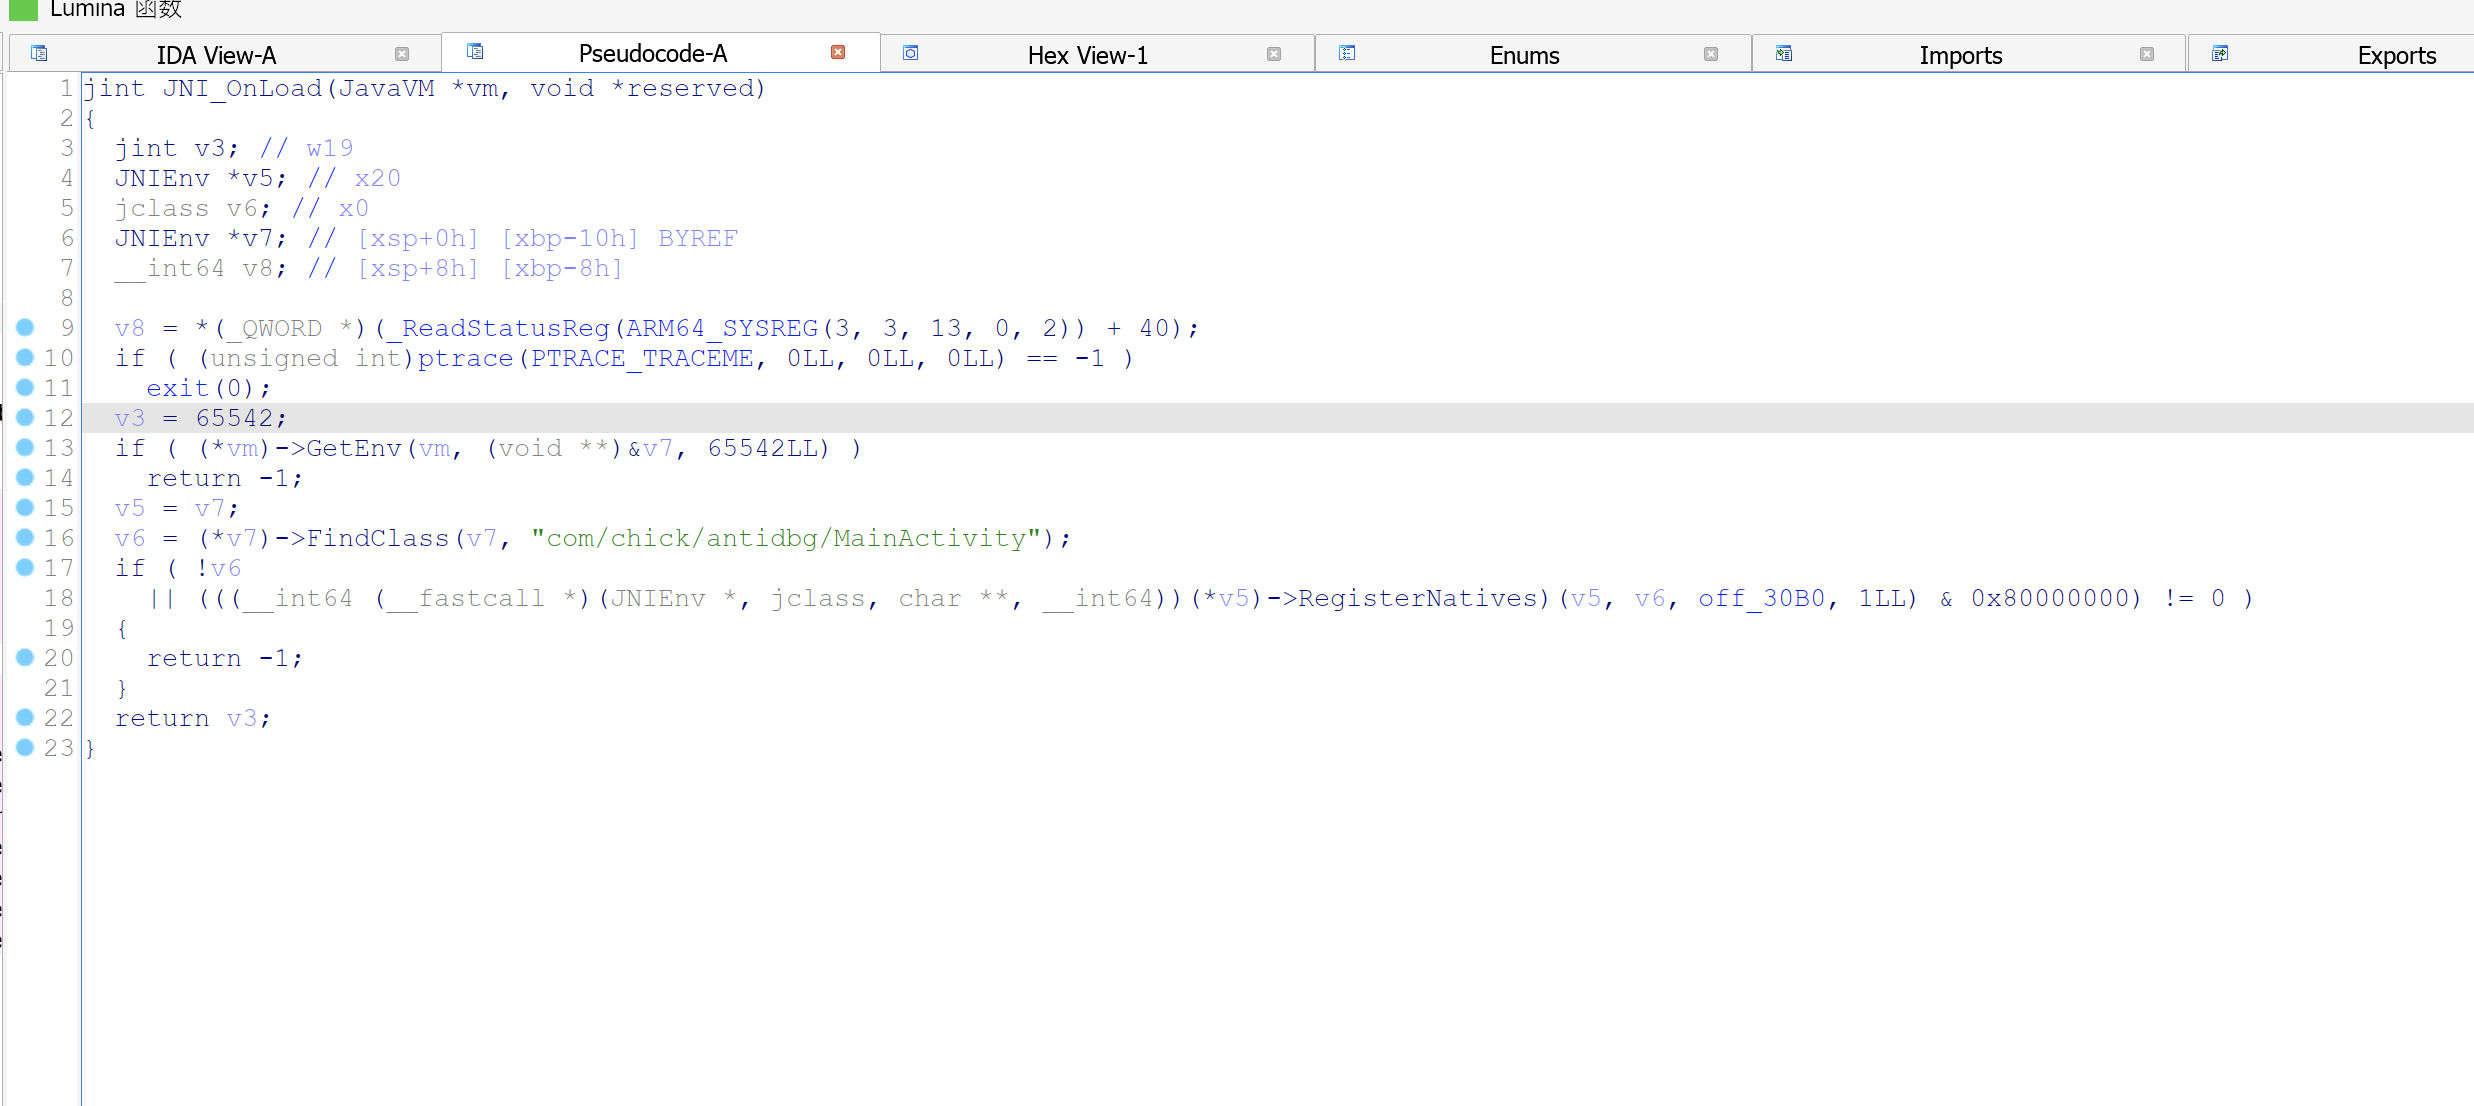 Lumina 函数
IDA View-A Pseudocode-A Hex View-1 Enums Imports Exports
1 jint JNI_OnLoad(JavaVM *vm, void *reserved)
2 {
3   jint v3; // w19
4   JNIEnv *v5; // x20
5   jclass v6; // x0
6   JNIEnv *v7; // [xsp+0h] [xbp-10h] BYREF
7   __int64 v8; // [xsp+8h] [xbp-8h]
8
9   v8 = *(_QWORD *)(_ReadStatusReg(ARM64_SYSREG(3, 3, 13, 0, 2)) + 40);
10   if ( (unsigned int)ptrace(PTRACE_TRACEME, 0LL, 0LL, 0LL) == -1 )
11     exit(0);
12   v3 = 65542;
13   if ( (*vm)->GetEnv(vm, (void **)&v7, 65542LL) )
14     return -1;
15   v5 = v7;
16   v6 = (*v7)->FindClass(v7, "com/chick/antidbg/MainActivity");
17   if ( !v6
18     || (((__int64 (__fastcall *)(JNIEnv *, jclass, char **, __int64))(*v5)->RegisterNatives)(v5, v6, off_30B0, 1LL) & 0x80000000) != 0 )
19   {
20     return -1;
21   }
22   return v3;
23 }